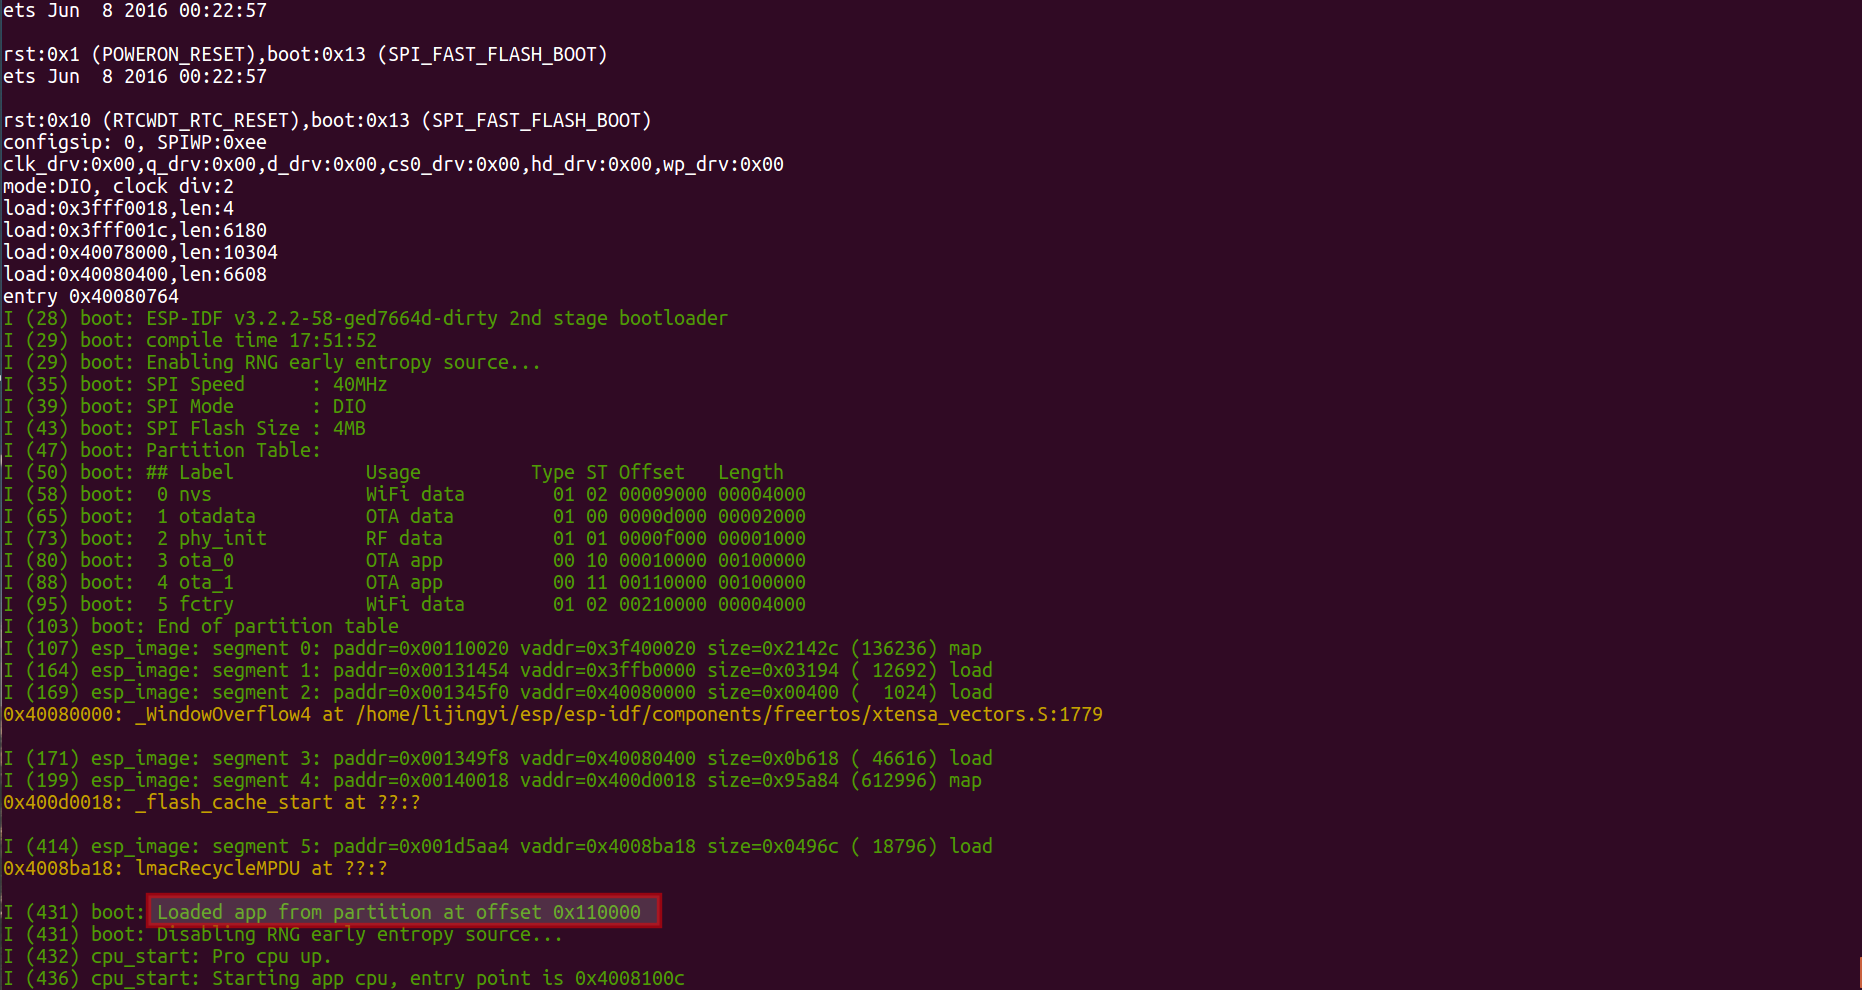 ets Jun  8 2016 00:22:57
rst:0x1 (POWERON_RESET),boot:0x13 (SPI_FAST_FLASH_BOOT)
ets Jun  8 2016 00:22:57
rst:0x10 (RTCWDT_RTC_RESET),boot:0x13 (SPI_FAST_FLASH_BOOT)
configsip: 0, SPIWP:0xee
clk_drv:0x00,q_drv:0x00,d_drv:0x00,cs0_drv:0x00,hd_drv:0x00,wp_drv:0x00
mode:DIO, clock div:2
load:0x3fff0018,len:4
load:0x3fff001c,len:6180
load:0x40078000,len:10304
load:0x40080400,len:6608
entry 0x40080764
I (28) boot: ESP-IDF v3.2.2-58-ged7664d-dirty 2nd stage bootloader
I (29) boot: compile time 17:51:52
I (29) boot: Enabling RNG early entropy source...
I (35) boot: SPI Speed      : 40MHz
I (39) boot: SPI Mode       : DIO
I (43) boot: SPI Flash Size : 4MB
I (47) boot: Partition Table:
I (50) boot: ## Label            Usage          Type ST Offset   Length
I (58) boot:  0 nvs              WiFi data        01 02 00009000 00004000
I (65) boot:  1 otadata          OTA data         01 00 0000d000 00002000
I (73) boot:  2 phy_init         RF data          01 01 0000f000 00001000
I (80) boot:  3 ota_0            OTA app          00 10 00010000 00100000
I (88) boot:  4 ota_1            OTA app          00 11 00110000 00100000
I (95) boot:  5 fctry            WiFi data        01 02 00210000 00004000
I (103) boot: End of partition table
I (107) esp_image: segment 0: paddr=0x00110020 vaddr=0x3f400020 size=0x2142c (136236) map
I (164) esp_image: segment 1: paddr=0x00131454 vaddr=0x3ffb0000 size=0x03194 ( 12692) load
I (169) esp_image: segment 2: paddr=0x001345f0 vaddr=0x40080000 size=0x00400 (  1024) load
0x40080000: _WindowOverflow4 at /home/lijingyi/esp/esp-idf/components/freertos/xtensa_vectors.S:1779
I (171) esp_image: segment 3: paddr=0x001349f8 vaddr=0x40080400 size=0x0b618 ( 46616) load
I (199) esp_image: segment 4: paddr=0x00140018 vaddr=0x400d0018 size=0x95a84 (612996) map
0x400d0018: _flash_cache_start at ??:?
I (414) esp_image: segment 5: paddr=0x001d5aa4 vaddr=0x4008ba18 size=0x0496c ( 18796) load
0x4008ba18: lmacRecycleMPDU at ??:?
I (431) boot: Loaded app from partition at offset 0x110000
I (431) boot: Disabling RNG early entropy source...
I (432) cpu_start: Pro cpu up.
I (436) cpu_start: Starting app cpu, entry point is 0x4008100c